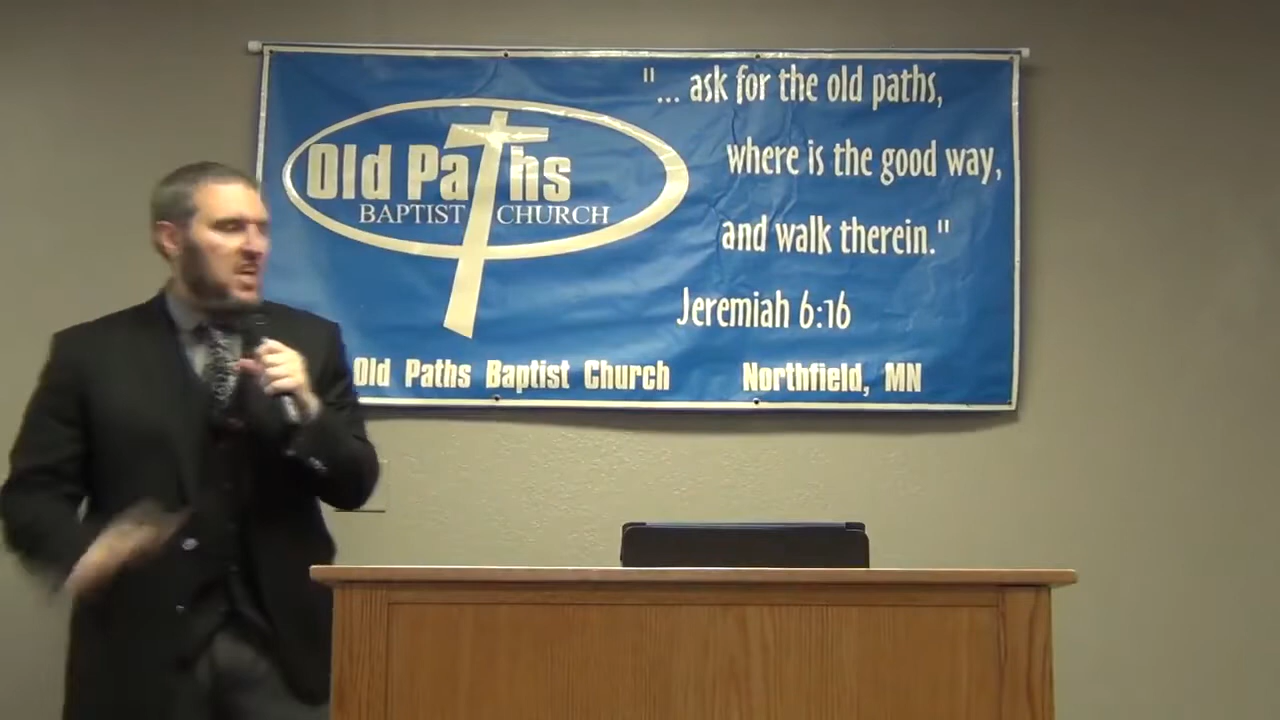 Old Paths
BAPTIST CHURCH
"... ask for the old paths,
where is the good way,
and walk therein."
Jeremiah 6:16
Old Paths Baptist Church Northfield, MN